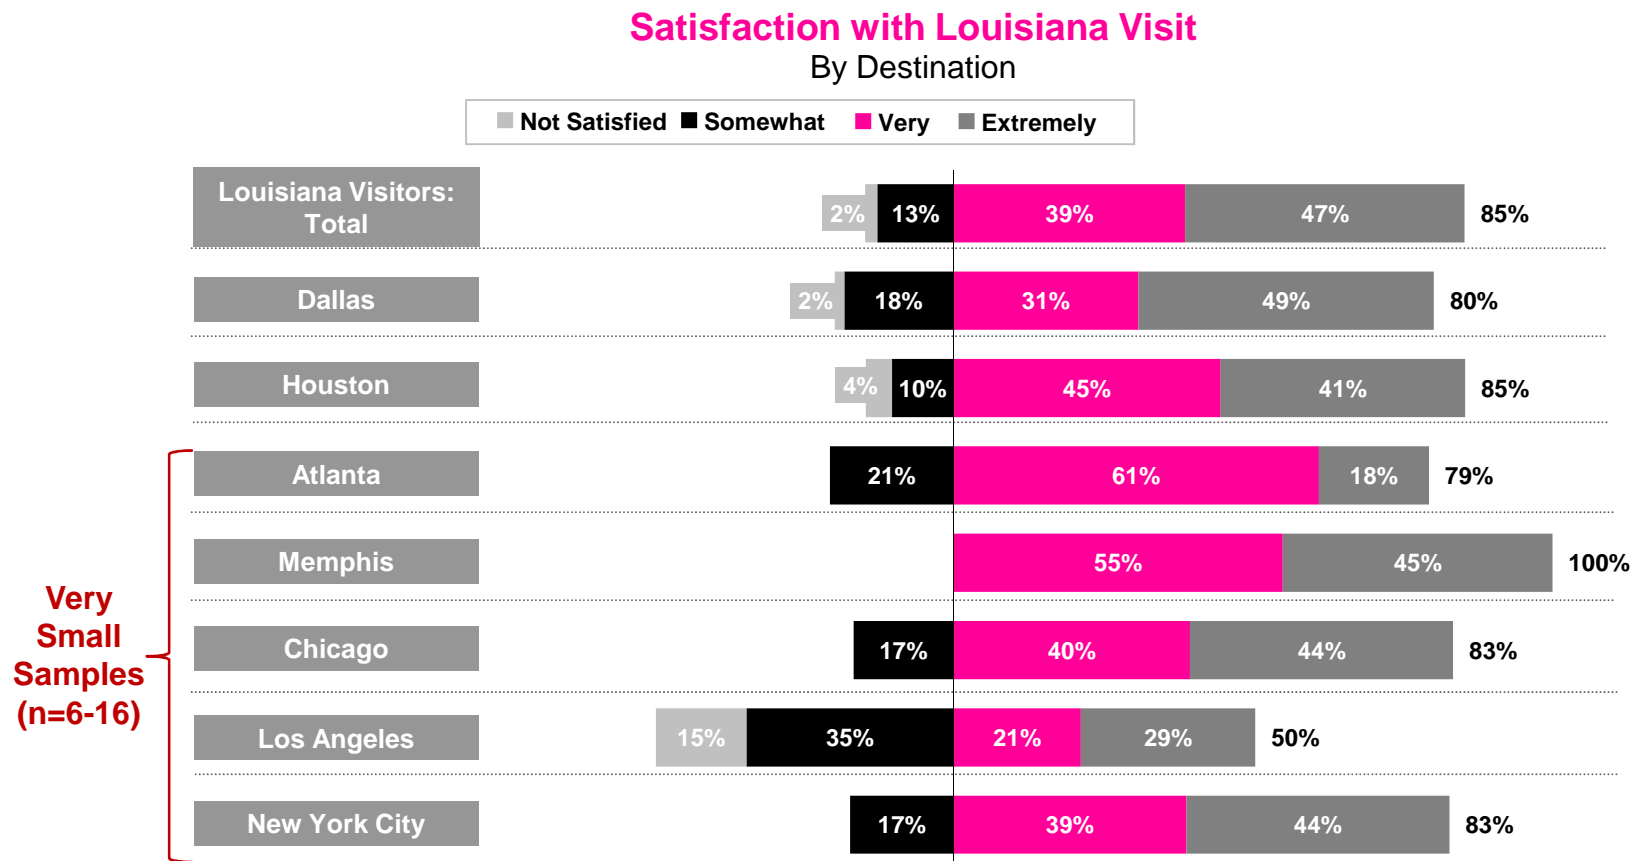 Satisfaction with Louisiana Visit
By Destination
Not Satisfied Somewhat Very Extremely
Louisiana Visitors:
Total
2% 13% 39% 47% 85%
Dallas
2% 18% 31% 49% 80%
Houston
4% 10% 45% 41% 85%
Atlanta
21% 61% 18% 79%
Memphis
55% 45% 100%
Chicago
17% 40% 44% 83%
Los Angeles
15% 35% 21% 29% 50%
New York City
17% 39% 44% 83%
Very
Small
Samples
(n=6-16)